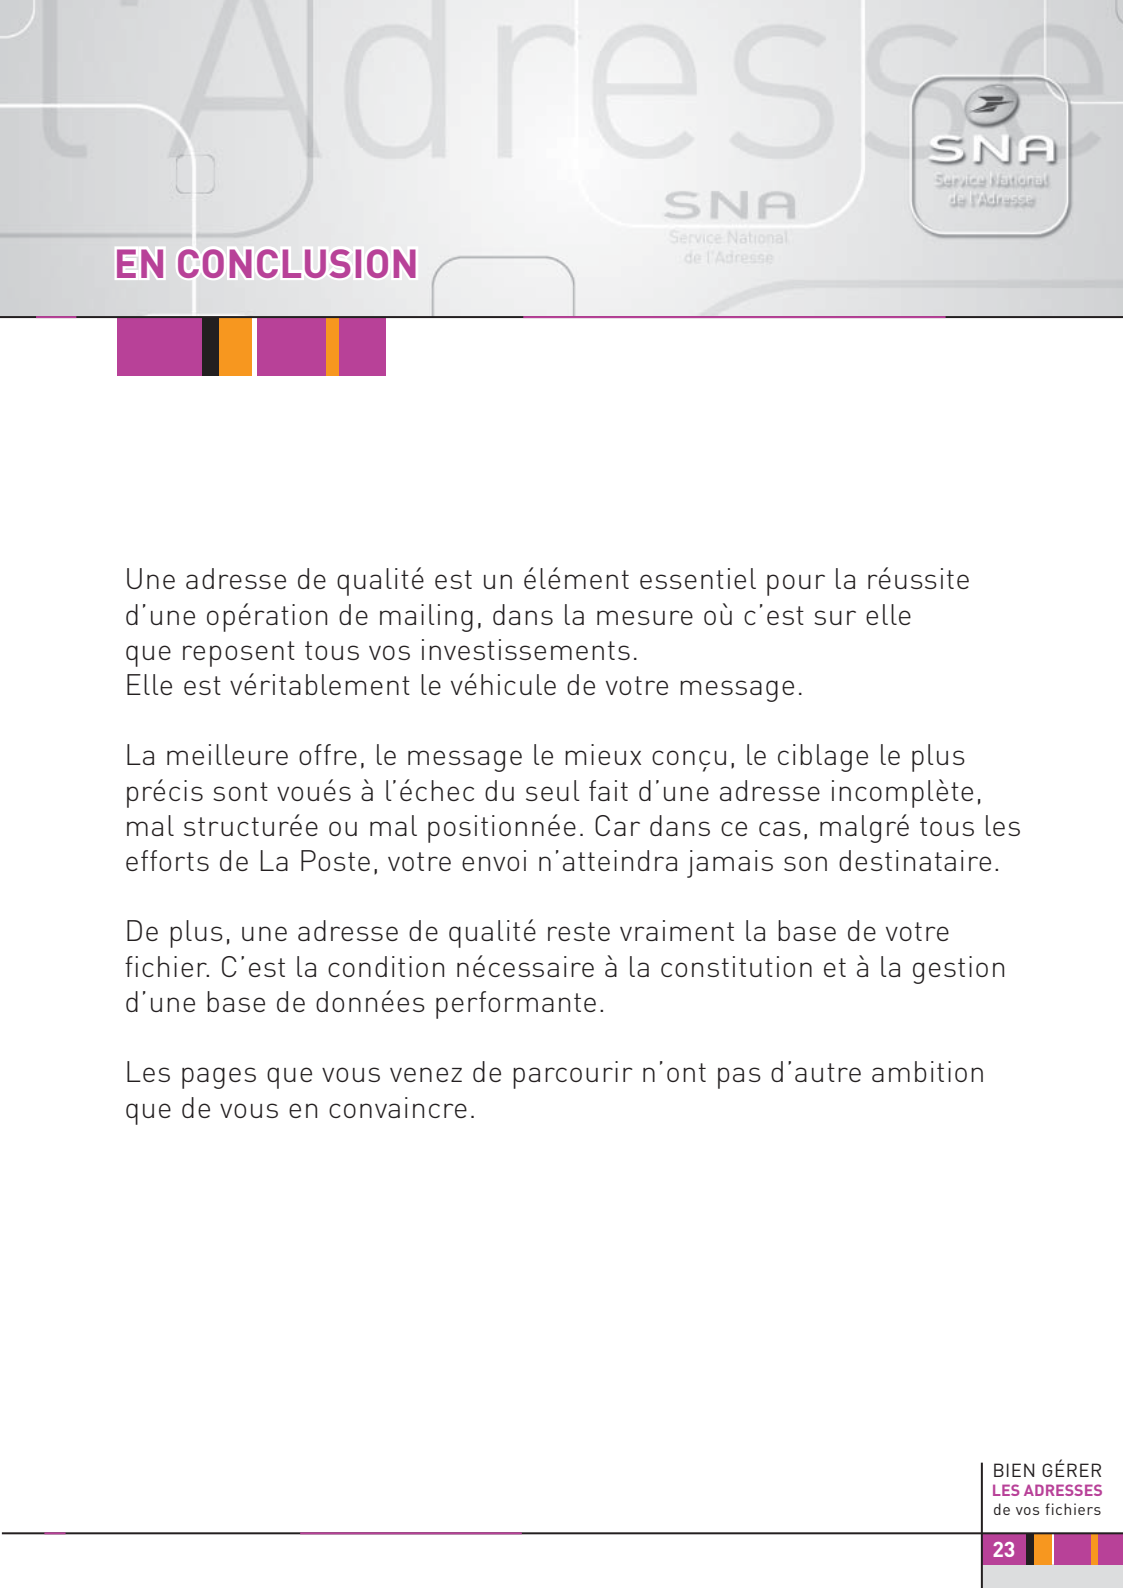 l'Adresse
SNA
Service National
de l'Adresse
SNA
Service National
de l'Adresse
EN CONCLUSION
Une adresse de qualité est un élément essentiel pour la réussite
d'une opération de mailing, dans la mesure où c'est sur elle
que reposent tous vos investissements.
Elle est véritablement le véhicule de votre message.
La meilleure offre, le message le mieux conçu, le ciblage le plus
précis sont voués à l'échec du seul fait d'une adresse incomplète,
mal structurée ou mal positionnée. Car dans ce cas, malgré tous les
efforts de La Poste, votre envoi n'atteindra jamais son destinataire.
De plus, une adresse de qualité reste vraiment la base de votre
fichier. C'est la condition nécessaire à la constitution et à la gestion
d'une base de données performante.
Les pages que vous venez de parcourir n'ont pas d'autre ambition
que de vous en convaincre.
BIEN GÉRER
LES ADRESSES
de vos fichiers
23